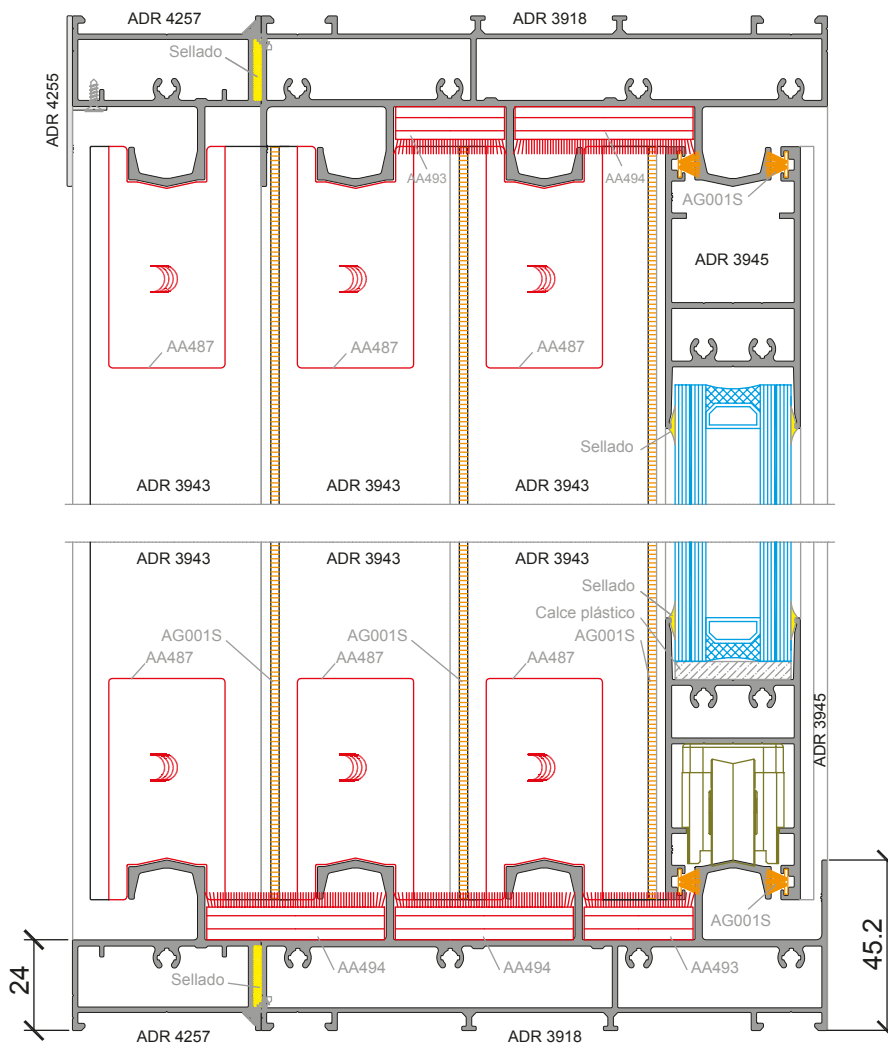 ADR 4257
ADR 3918
Sellado
ADR 4255
AA493
AA494
AG001S
ADR 3945
AA487
AA487
AA487
Sellado
ADR 3943
ADR 3943
ADR 3943
ADR 3943
ADR 3943
ADR 3943
Sellado
Calce plástico
AG001S
AG001S
AG001S
AA487
AA487
AA487
ADR 3945
AG001S
45.2
24
Sellado
AA494
AA494
AA493
ADR 4257
ADR 3918